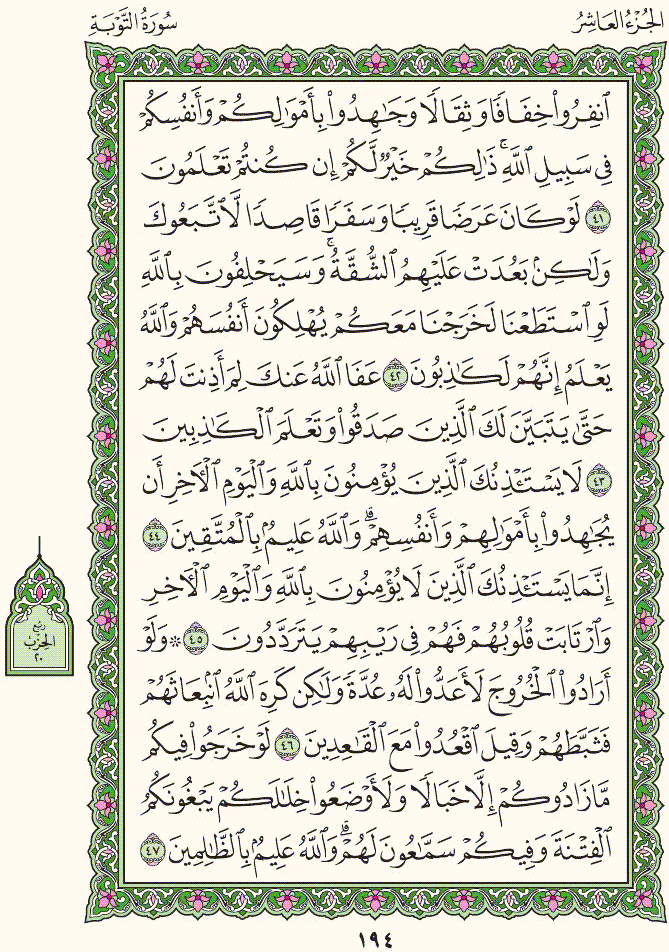 الجُزْءُ العَاشِرُ
سُورَةُ التَّوْبَةِ
ٱنفِرُوا۟ خِفَافًا وَثِقَالًا وَجَـٰهِدُوا۟ بِأَمْوَٰلِكُمْ وَأَنفُسِكُمْ
فِى سَبِيلِ ٱللَّهِ ۚ ذَٰلِكُمْ خَيْرٌ لَّكُمْ إِن كُنتُمْ تَعْلَمُونَ
٤١ لَوْ كَانَ عَرَضًا قَرِيبًا وَسَفَرًا قَاصِدًا لَّٱتَّبَعُوكَ
وَلَـٰكِنۢ بَعُدَتْ عَلَيْهِمُ ٱلشُّقَّةُ ۚ وَسَيَحْلِفُونَ بِٱللَّهِ
لَوِ ٱسْتَطَعْنَا لَخَرَجْنَا مَعَكُمْ يُهْلِكُونَ أَنفُسَهُمْ وَٱللَّهُ
يَعْلَمُ إِنَّهُمْ لَكَـٰذِبُونَ ٤٢ عَفَا ٱللَّهُ عَنكَ لِمَ أَذِنتَ لَهُمْ
حَتَّىٰ يَتَبَيَّنَ لَكَ ٱلَّذِينَ صَدَقُوا۟ وَتَعْلَمَ ٱلْكَـٰذِبِينَ
٤٣ لَا يَسْتَـْٔذِنُكَ ٱلَّذِينَ يُؤْمِنُونَ بِٱللَّهِ وَٱلْيَوْمِ ٱلْـَٔاخِرِ أَن
يُجَـٰهِدُوا۟ بِأَمْوَٰلِهِمْ وَأَنفُسِهِمْ ۗ وَٱللَّهُ عَلِيمٌۢ بِٱلْمُتَّقِينَ ٤٤
إِنَّمَا يَسْتَـْٔذِنُكَ ٱلَّذِينَ لَا يُؤْمِنُونَ بِٱللَّهِ وَٱلْيَوْمِ ٱلْـَٔاخِرِ
وَٱرْتَابَتْ قُلُوبُهُمْ فَهُمْ فِى رَيْبِهِمْ يَتَرَدَّدُونَ ٤٥ * وَلَوْ
أَرَادُوا۟ ٱلْخُرُوجَ لَأَعَدُّوا۟ لَهُۥ عُدَّةً وَلَـٰكِن كَرِهَ ٱللَّهُ ٱنۢبِعَاثَهُمْ
فَثَبَّطَهُمْ وَقِيلَ ٱقْعُدُوا۟ مَعَ ٱلْقَـٰعِدِينَ ٤٦ لَوْ خَرَجُوا۟ فِيكُم
مَّا زَادُوكُمْ إِلَّا خَبَالًا وَلَأَوْضَعُوا۟ خِلَـٰلَكُمْ يَبْغُونَكُمُ
ٱلْفِتْنَةَ وَفِيكُمْ سَمَّـٰعُونَ لَهُمْ ۗ وَٱللَّهُ عَلِيمٌۢ بِٱلظَّـٰلِمِينَ ٤٧
ربع
الحزب
٢٠
١٩٤